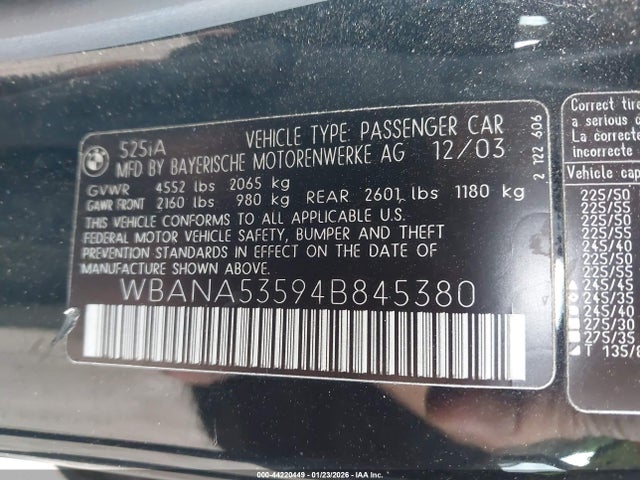 BMW
525iA VEHICLE TYPE: PASSENGER CAR
MFD BY BAYERISCHE MOTORENWERKE AG 12/03
GVWR 4552 lbs 2065 kg
GAWR FRONT 2160 lbs 980 kg REAR 2601 lbs 1180 kg
THIS VEHICLE CONFORMS TO ALL APPLICABLE U.S.
FEDERAL MOTOR VEHICLE SAFETY, BUMPER AND THEFT
PREVENTION STANDARDS IN EFFECT ON THE DATE OF
MANUFACTURE SHOWN ABOVE.
WBANA53594B845380
2 122 606
Correct tire
a serious
La correcte
incorrecte
Vehicle cap
225/50
225/55
225/50
225/55
245/40
225/50
225/55
245/45
245/40
245/40
275/30
275/35
T 135/
000-44220449 - 01/23/2026 - IAAI.COM